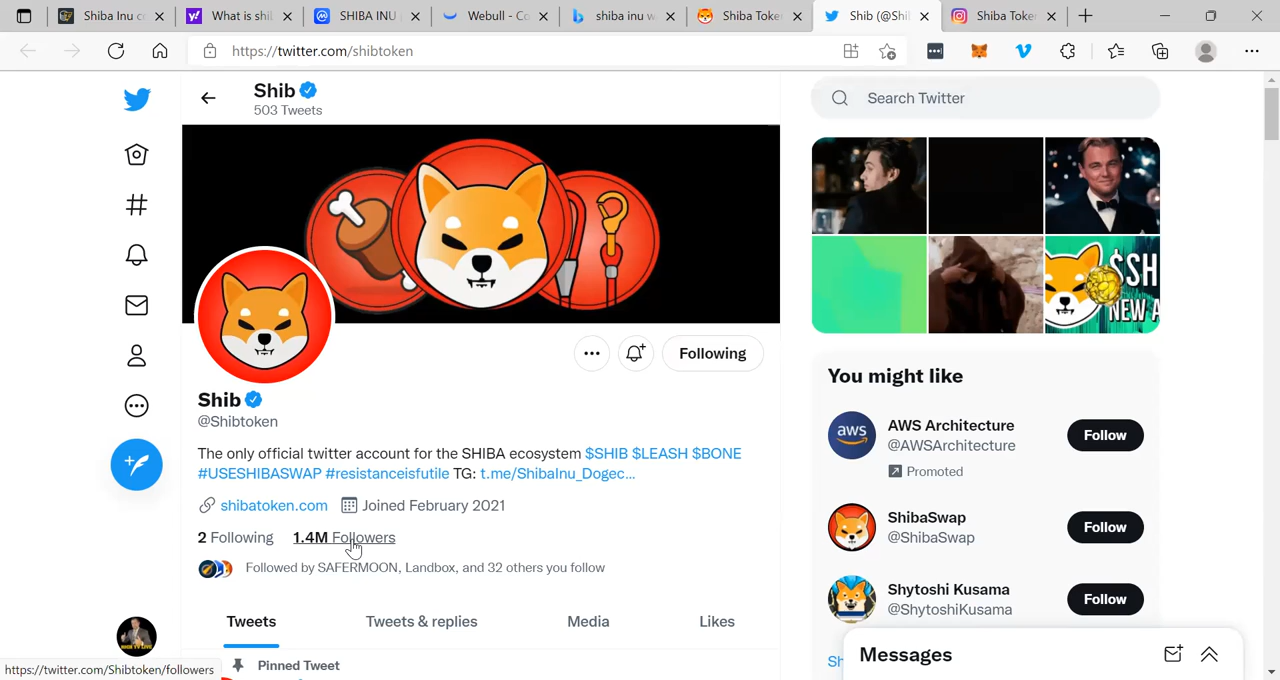 Shiba Inu c
What is shi
SHIBA INU
Webull - Co
shiba inu w
Shiba Toke
Shib (@Shi
Shiba Toke
https://twitter.com/shibtoken
Shib
503 Tweets
Search Twitter
$SH
NEW A
Following
Shib
@Shibtoken
The only official twitter account for the SHIBA ecosystem $SHIB $LEASH $BONE
#USESHIBASWAP #resistanceisfutile TG: t.me/ShibaInu_Dogec...
shibatoken.com Joined February 2021
2 Following 1.4M Followers
Followed by SAFERMOON, Landbox, and 32 others you follow
Tweets Tweets & replies Media Likes
Pinned Tweet
You might like
aws
AWS Architecture
@AWSArchitecture
Promoted
Follow
ShibaSwap
@ShibaSwap
Follow
Shytoshi Kusama
@ShytoshiKusama
Follow
Sh
Messages
https://twitter.com/Shibtoken/followers